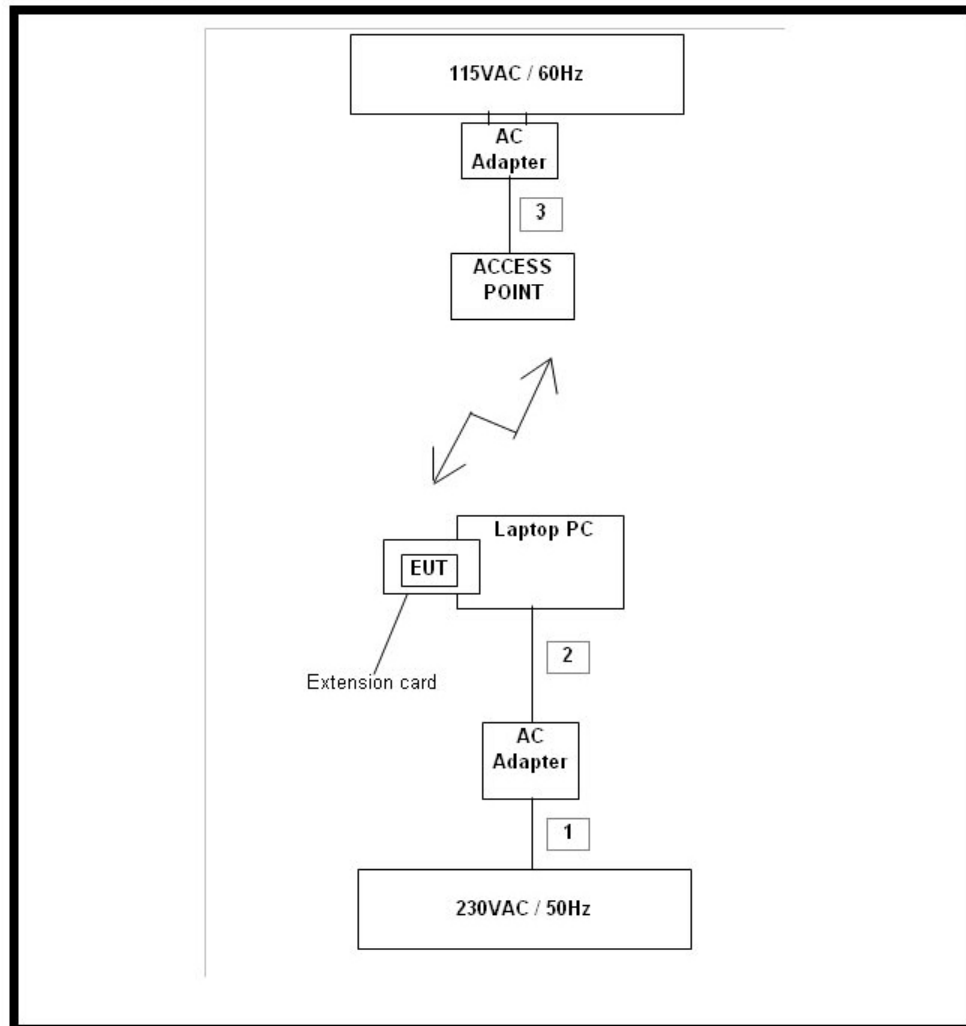 115VAC / 60Hz
AC
Adapter
3
ACCESS
POINT
Laptop PC
EUT
2
Extension card
AC
Adapter
1
230VAC / 50Hz